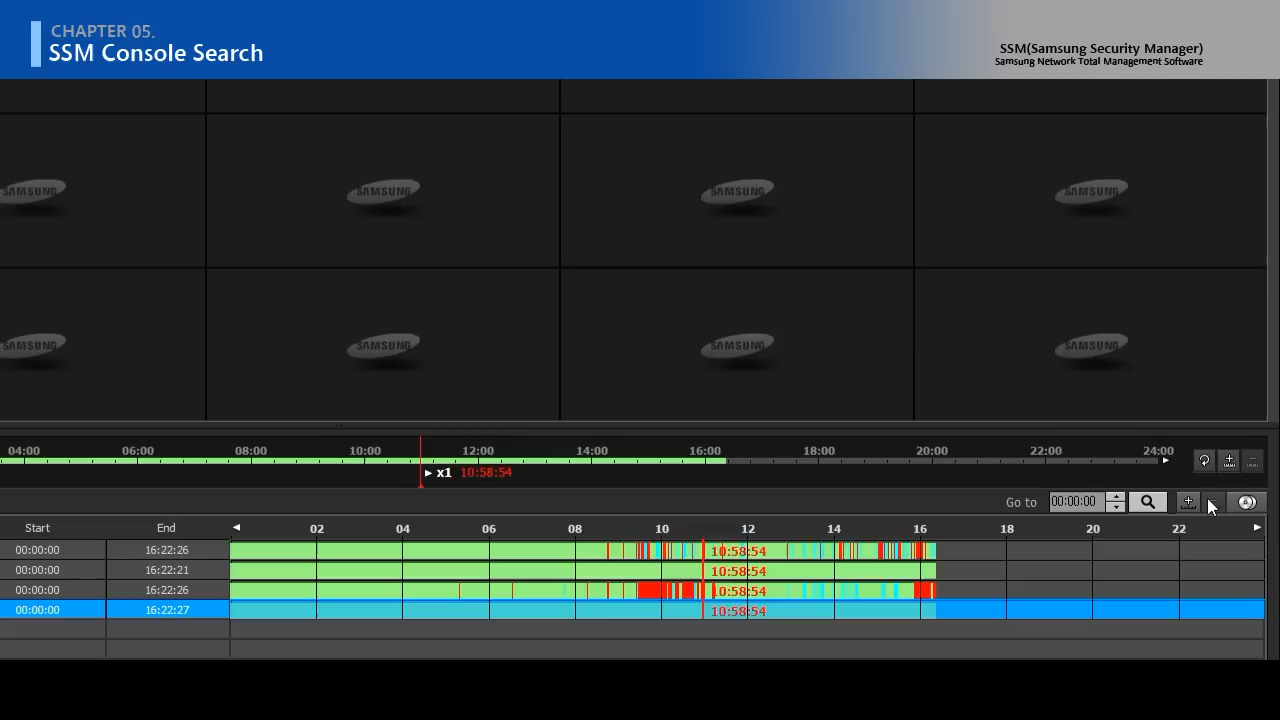 CHAPTER 05.
SSM Console Search
SSM(Samsung Security Manager)
Samsung Network Total Management Software
SAMSUNG SAMSUNG SAMSUNG SAMSUNG
SAMSUNG SAMSUNG SAMSUNG SAMSUNG
04:00 06:00 08:00 10:00 12:00 14:00 16:00 18:00 20:00 22:00 24:00
x1 10:58:54
Go to 00:00:00
Start End 02 04 06 08 10 12 14 16 18 20 22
00:00:00 16:22:26 10:58:54
00:00:00 16:22:21 10:58:54
00:00:00 16:22:26 10:58:54
00:00:00 16:22:27 10:58:54